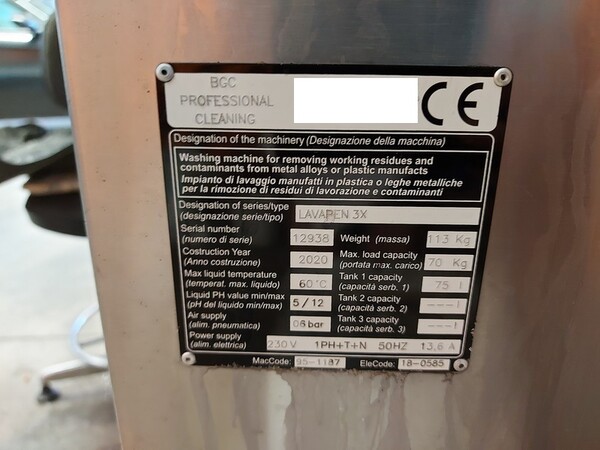 BGC
PROFESSIONAL
CLEANING
CE
Designation of the machinery (Designazione della macchina)
Washing machine for removing working residues and
contaminants from metal alloys or plastic manufacts
Impianto di lavaggio manufatti in plastica o leghe metalliche
per la rimozione di residui di lavorazione e contaminanti
Designation of series/type
(designazione serie/tipo)
LAVAPEN 3X
Serial number
(numero di serie)
12938
Weight (massa)
113 Kg
Costruction Year
(Anno costruzione)
2020
Max. load capacity
(portata max. carico)
70 Kg
Max liquid temperature
(temperat. max. liquido)
60°C
Tank 1 capacity
(capacità serb. 1)
75 l
Liquid PH value min/max
(pH del liquido min/max)
5/12
Tank 2 capacity
(capacità serb. 2)
---l
Air supply
(alim. pneumatica)
06bar
Tank 3 capacity
(capacità serb. 3)
---l
Power supply
(alim. elettrica)
230V 1PH+T+N 50HZ 13,6 A
MacCode: 95-1187 EleCode: 18-0585